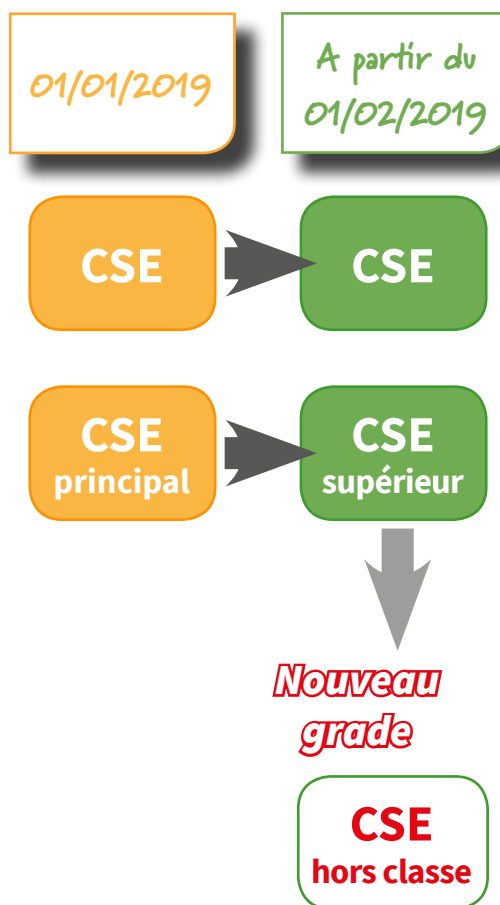 01/01/2019
A partir du
01/02/2019
CSE
CSE
CSE
principal
CSE
supérieur
Nouveau
grade
CSE
hors classe